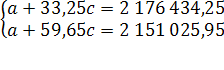 a + 33,25c = 2 176 434,25
a + 59,65c = 2 151 025,95